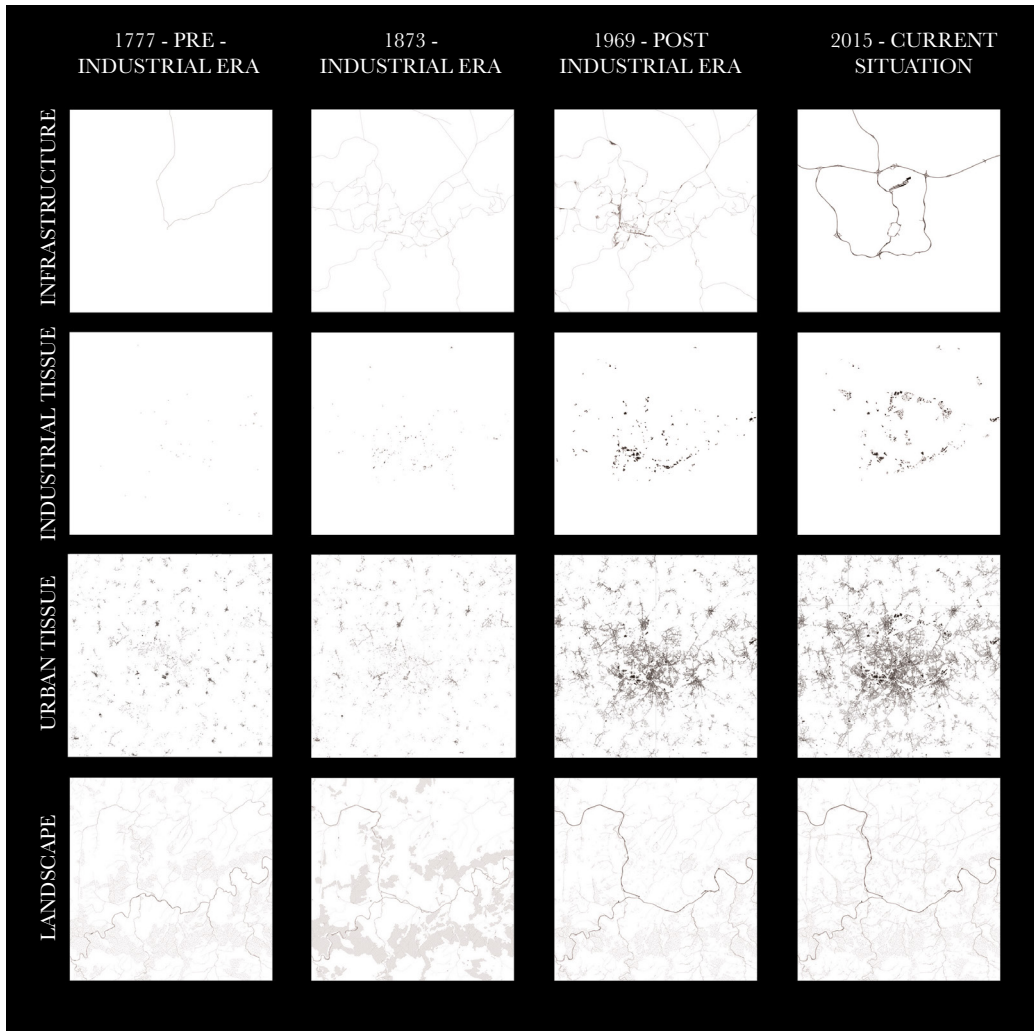 1777 - PRE -
INDUSTRIAL ERA
1873 -
INDUSTRIAL ERA
1969 - POST
INDUSTRIAL ERA
2015 - CURRENT
SITUATION
INFRASTRUCTURE
INDUSTRIAL TISSUE
URBAN TISSUE
LANDSCAPE